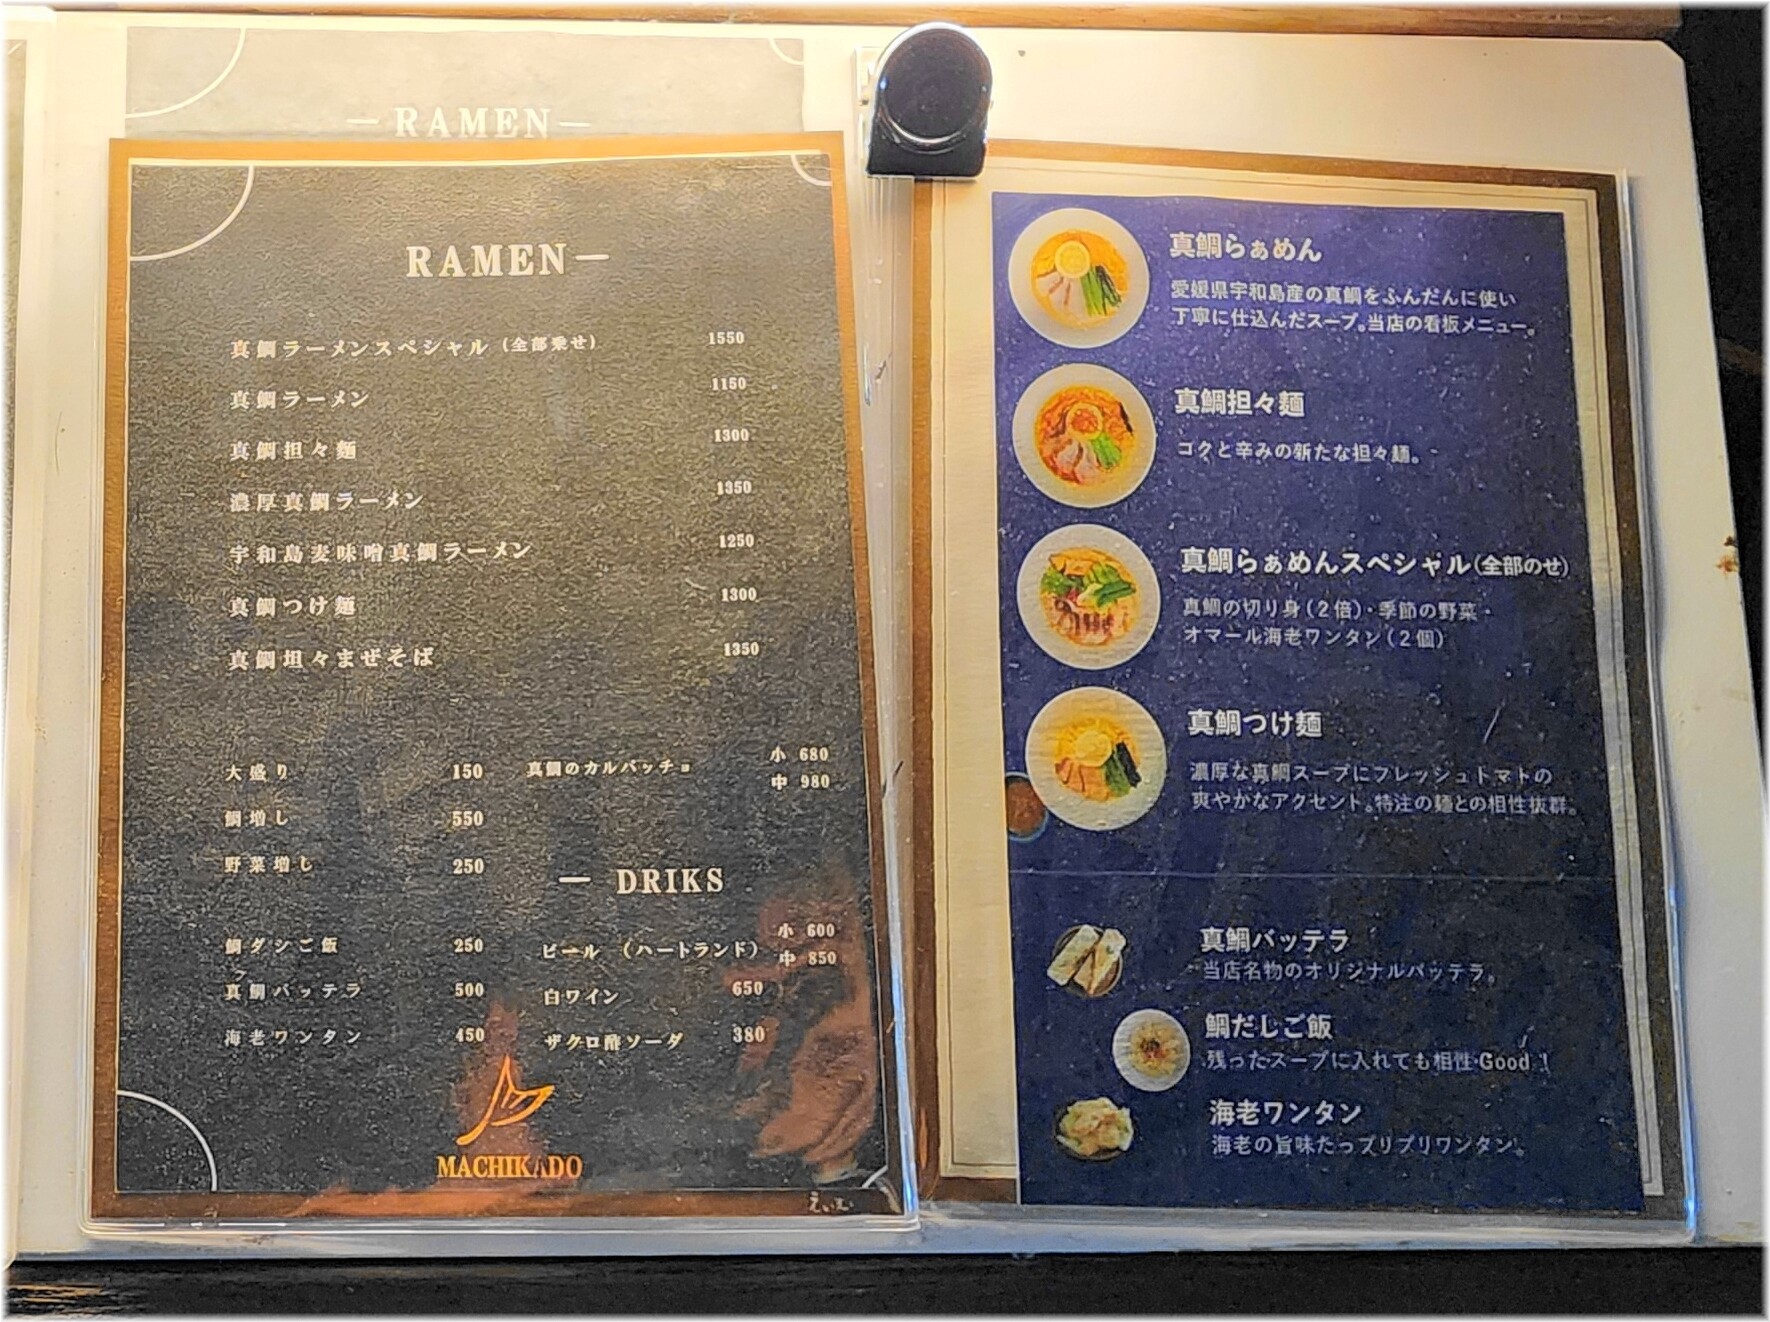 RAMEN
RAMEN
真鯛ラーメンスペシャル（全部乗せ） 1550
真鯛ラーメン 1150
真鯛担々麺 1300
濃厚真鯛ラーメン 1350
宇和島麦味噌真鯛ラーメン 1250
真鯛つけ麺 1300
真鯛坦々まぜそば 1350
大盛り 150
鯛増し 550
野菜増し 250
鯛ダシご飯 250
真鯛バッテラ 500
海老ワンタン 450
真鯛のカルパッチョ 小 680
中 980
DRIKS
ビール （ハートランド） 小 600
中 850
白ワイン 650
ザクロ酢ソーダ 380
MACHIKADO
真鯛らぁめん
愛媛県宇和島産の真鯛をふんだんに使い
丁寧に仕込んだスープ。当店の看板メニュー。
真鯛担々麺
コクと辛みの新たな担々麺。
真鯛らぁめんスペシャル（全部のせ）
真鯛の切り身（２倍）・季節の野菜・
オマール海老ワンタン（２個）
真鯛つけ麺
濃厚な真鯛スープにフレッシュトマトの
爽やかなアクセント。特注の麺との相性抜群。
真鯛バッテラ
当店名物のオリジナルバッテラ。
鯛だしご飯
残ったスープに入れても相性Good！
海老ワンタン
海老の旨味たっプリプリワンタン。